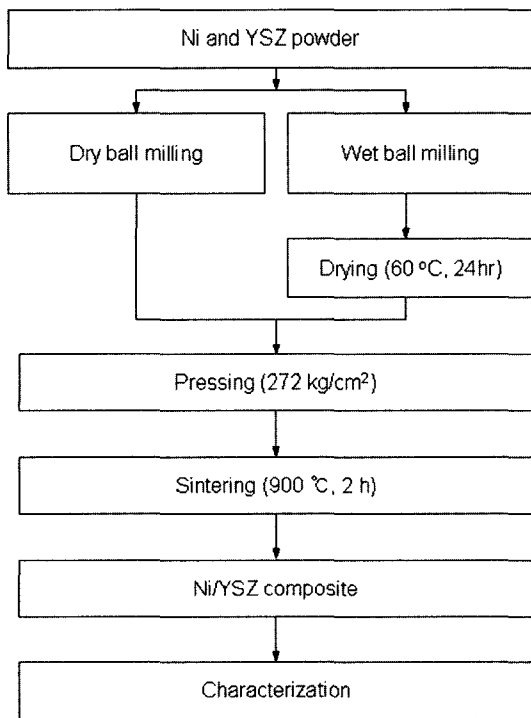 Ni and YSZ powder
Dry ball milling
Wet ball milling
Drying (60 ºC, 24hr)
Pressing (272 kg/cm²)
Sintering (900 ℃, 2 h)
Ni/YSZ composite
Characterization